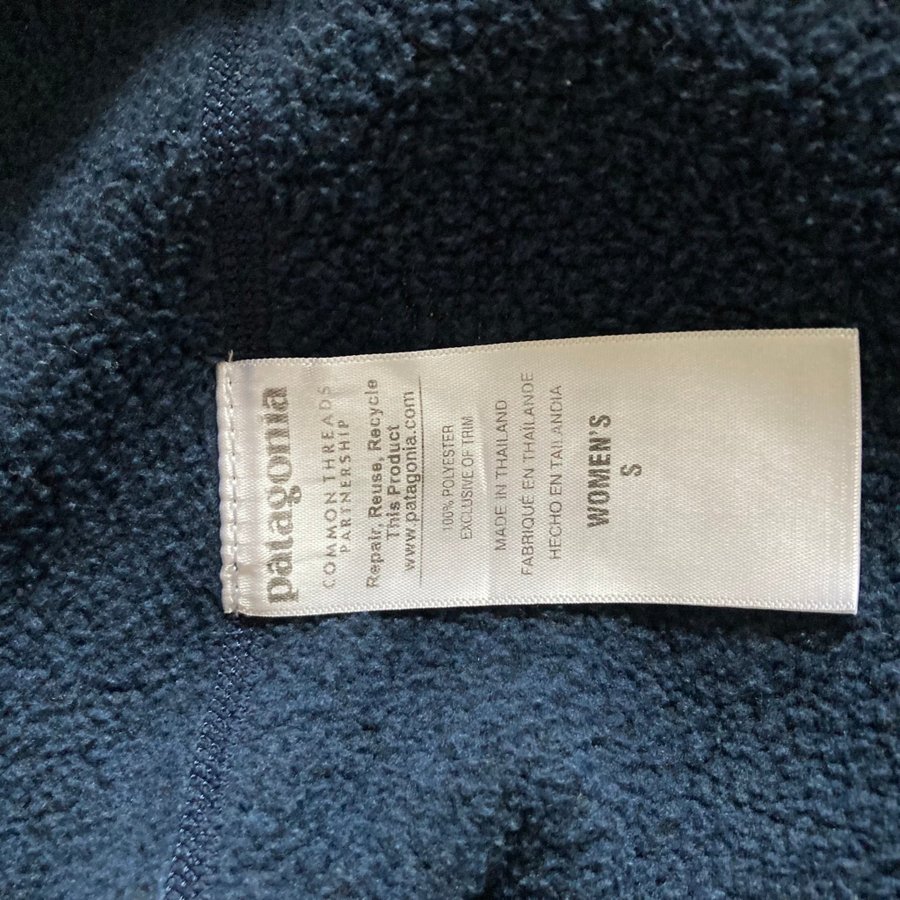 patagonia
COMMON THREADS
PARTNERSHIP
Repair, Reuse, Recycle
This Product
www.patagonia.com
100% POLYESTER
EXCLUSIVE OF TRIM
MADE IN THAILAND
FABRIQUÉ EN THAÏLANDE
HECHO EN TAILANDIA
WOMEN'S
S